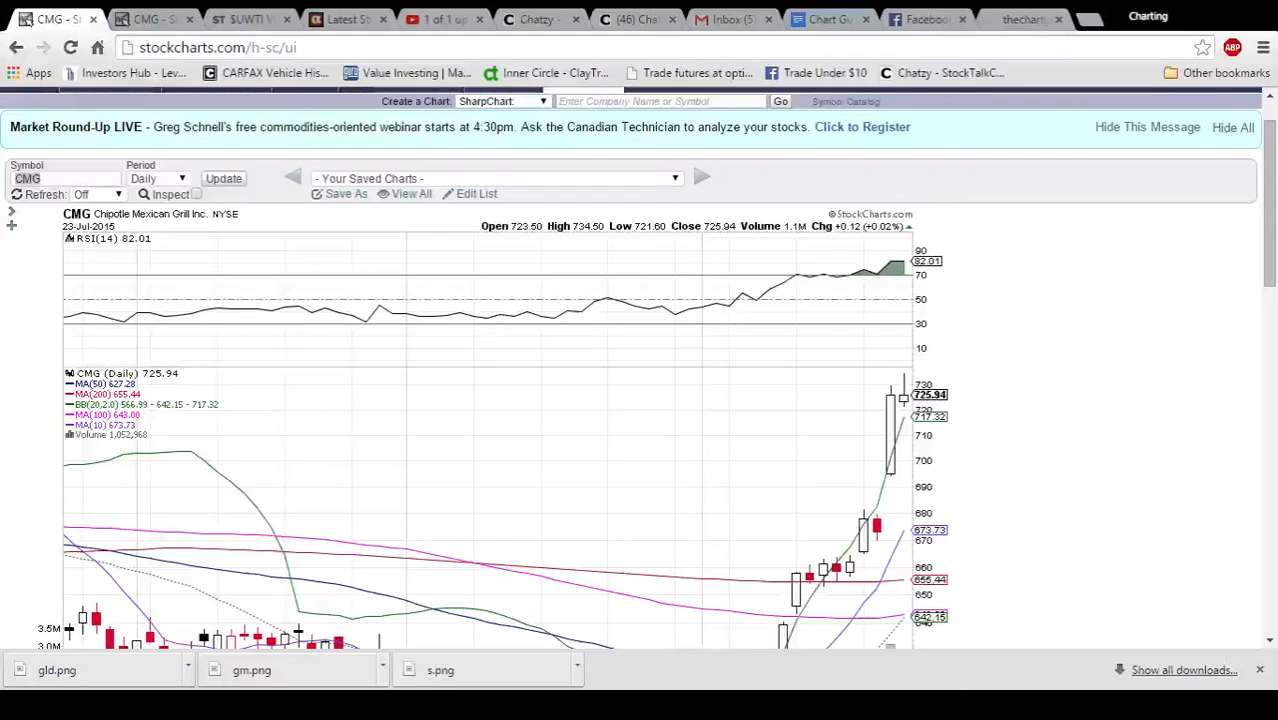 CMG - S
CMG - S
ST $UWTI V
Latest St
1 of 1 up
Chatzy -
(46) Cha
Inbox (5
Chart Gu
Facebook
thechart
Charting
stockcharts.com/h-sc/ui
ABP
Apps
Investors Hub - Lev...
CARFAX Vehicle His...
Value Investing | Ma...
Inner Circle - ClayTr...
Trade futures at opti...
Trade Under $10
Chatzy - StockTalkC...
Other bookmarks
Create a Chart: SharpChart Enter Company Name or Symbol Go Symbol Catalog
Market Round-Up LIVE - Greg Schnell's free commodities-oriented webinar starts at 4:30pm. Ask the Canadian Technician to analyze your stocks. Click to Register
Hide This Message Hide All
Symbol Period
CMG Daily Update - Your Saved Charts -
Refresh: Off Inspect Save As View All Edit List
CMG Chipotle Mexican Grill Inc. NYSE
© StockCharts.com
23-Jul-2015 Open 723.50 High 734.50 Low 721.60 Close 725.94 Volume 1.1M Chg +0.12 (+0.02%)
RSI(14) 82.01
90
82.01
70
50
30
10
CMG (Daily) 725.94
MA(50) 627.28
MA(200) 655.44
BB(20,2.0) 566.99 - 642.15 - 717.32
MA(100) 643.00
MA(10) 673.73
Volume 1,052,968
730
725.94
720
717.32
710
700
690
680
673.73
670
660
655.44
650
642.15
640
3.5M
3.0M
gld.png
gm.png
s.png
Show all downloads...